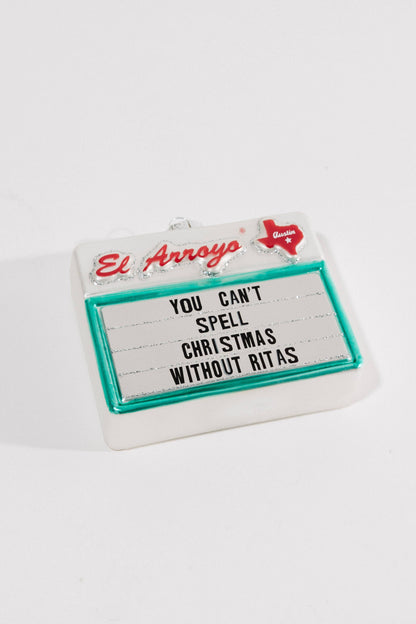 El Arroyo®
Austin
YOU CAN'T
SPELL
CHRISTMAS
WITHOUT RITAS